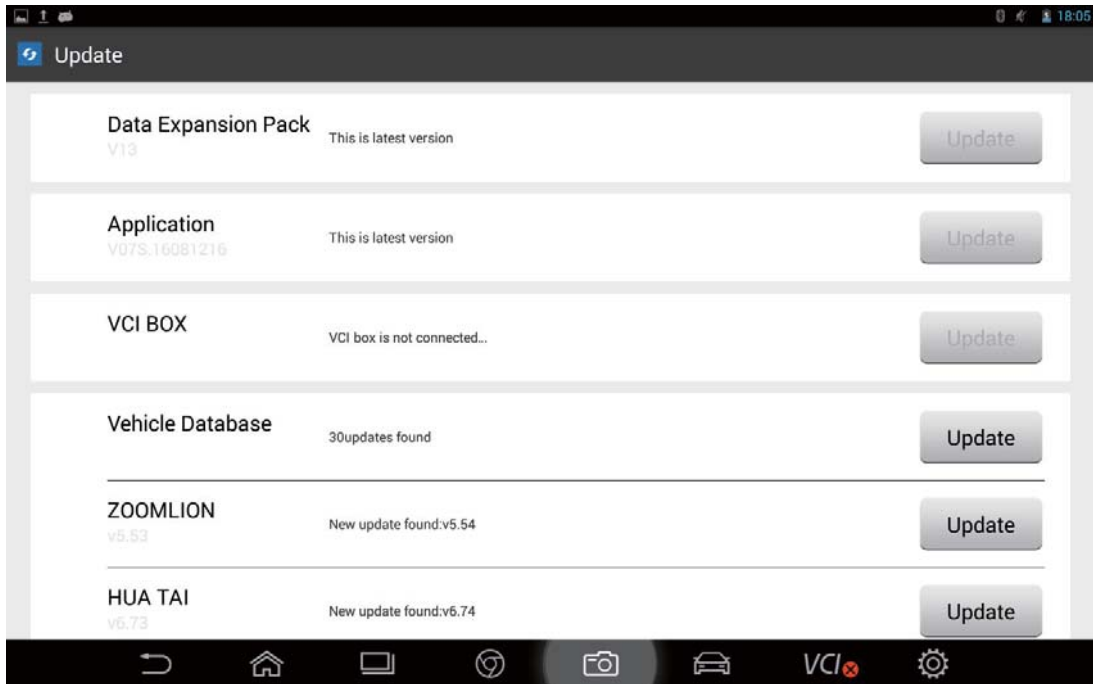 18:05
Update
Data Expansion Pack
V13
This is latest version
Update
Application
V07S.16081216
This is latest version
Update
VCI BOX
VCI box is not connected...
Update
Vehicle Database
30updates found
Update
ZOOMLION
v5.53
New update found:v5.54
Update
HUA TAI
v6.73
New update found:v6.74
Update
VCI